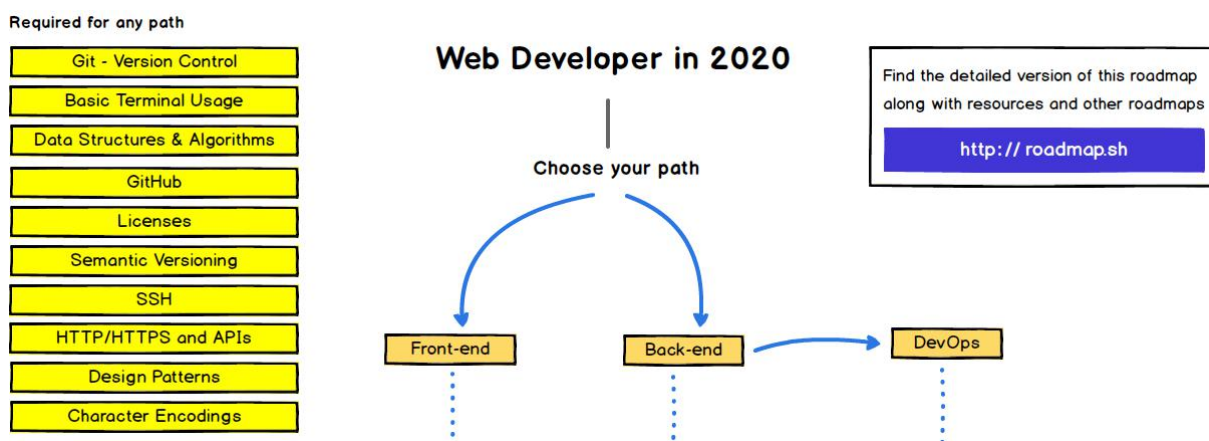 Required for any path
Git - Version Control
Basic Terminal Usage
Data Structures & Algorithms
GitHub
Licenses
Semantic Versioning
SSH
HTTP/HTTPS and APIs
Design Patterns
Character Encodings
Web Developer in 2020
Choose your path
Front-end
Back-end
DevOps
Find the detailed version of this roadmap
along with resources and other roadmaps
http:// roadmap.sh